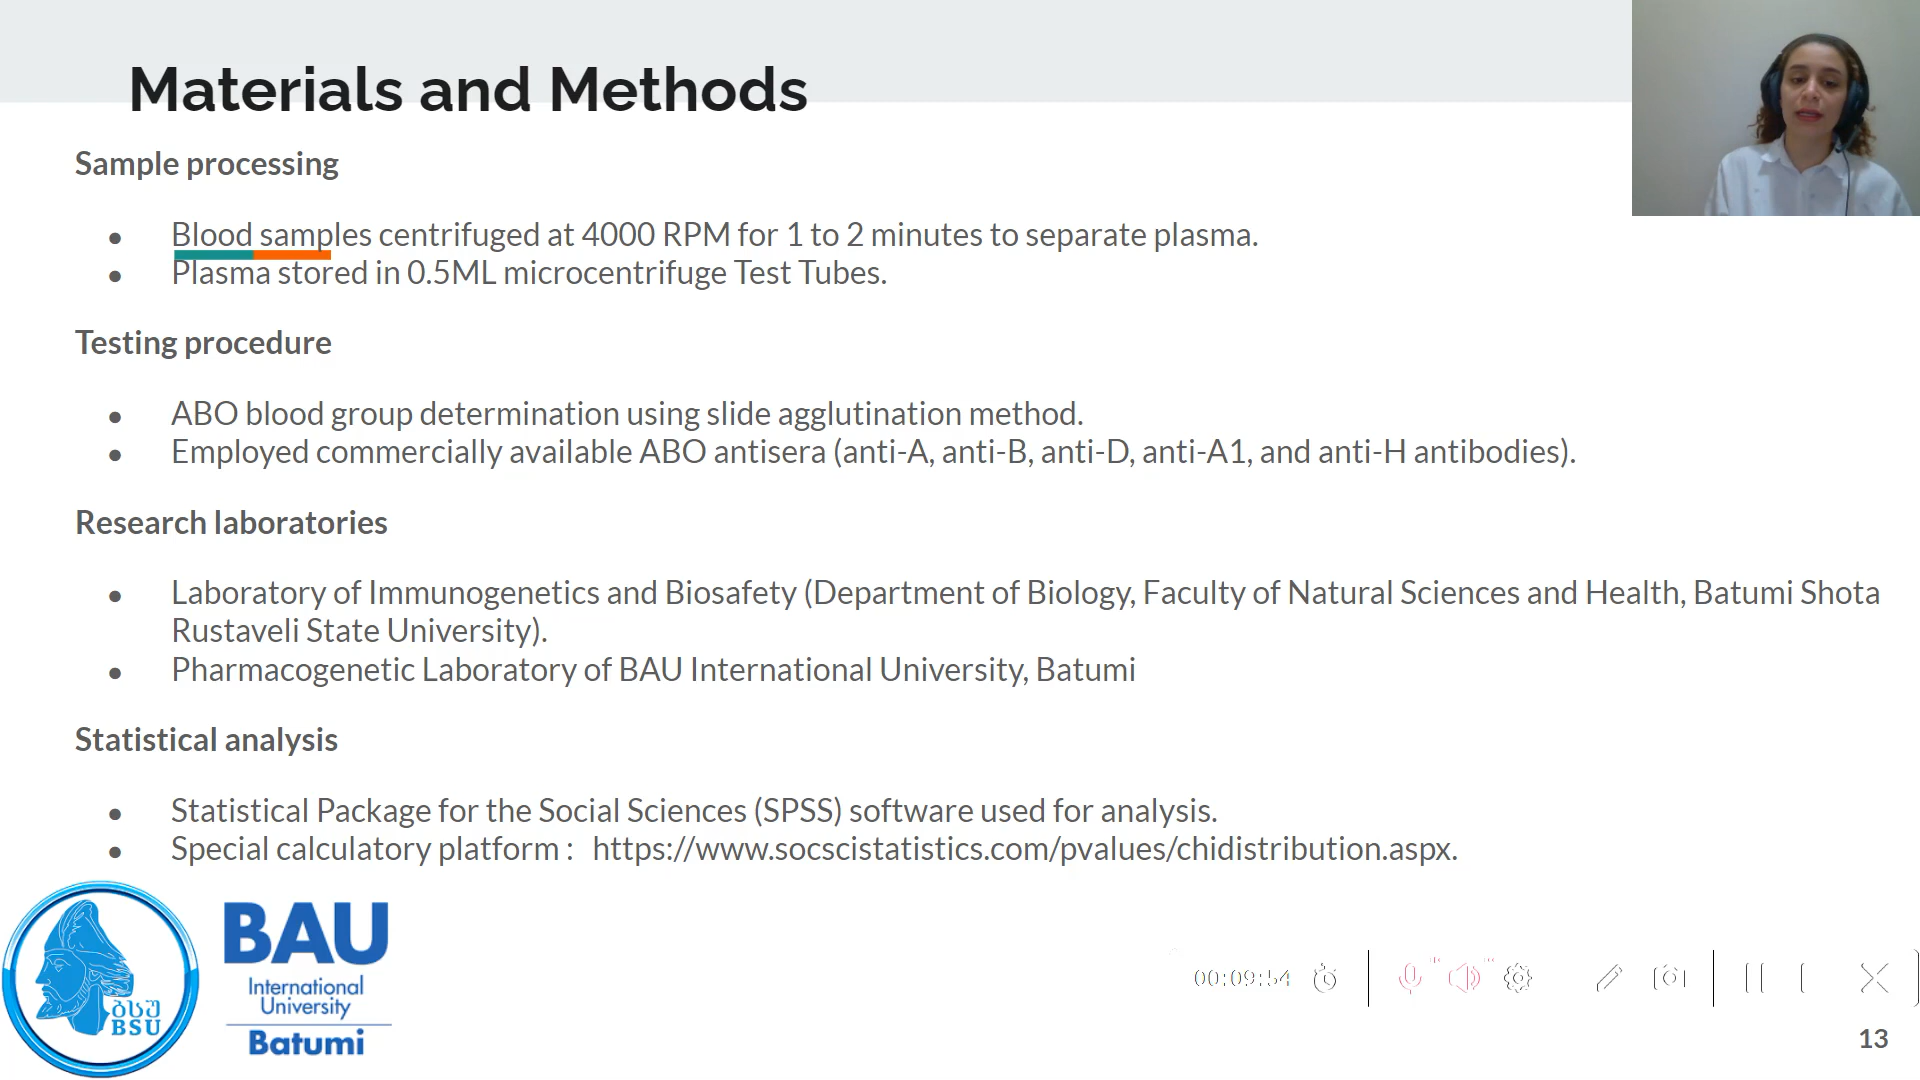 Materials and Methods
Sample processing
● Blood samples centrifuged at 4000 RPM for 1 to 2 minutes to separate plasma.
● Plasma stored in 0.5ML microcentrifuge Test Tubes.
Testing procedure
● ABO blood group determination using slide agglutination method.
● Employed commercially available ABO antisera (anti-A, anti-B, anti-D, anti-A1, and anti-H antibodies).
Research laboratories
● Laboratory of Immunogenetics and Biosafety (Department of Biology, Faculty of Natural Sciences and Health, Batumi Shota
Rustaveli State University).
● Pharmacogenetic Laboratory of BAU International University, Batumi
Statistical analysis
● Statistical Package for the Social Sciences (SPSS) software used for analysis.
● Special calculatory platform :  https://www.socscistatistics.com/pvalues/chidistribution.aspx.
ბსუ
BSU
BAU
International
University
Batumi
00:09:54
13